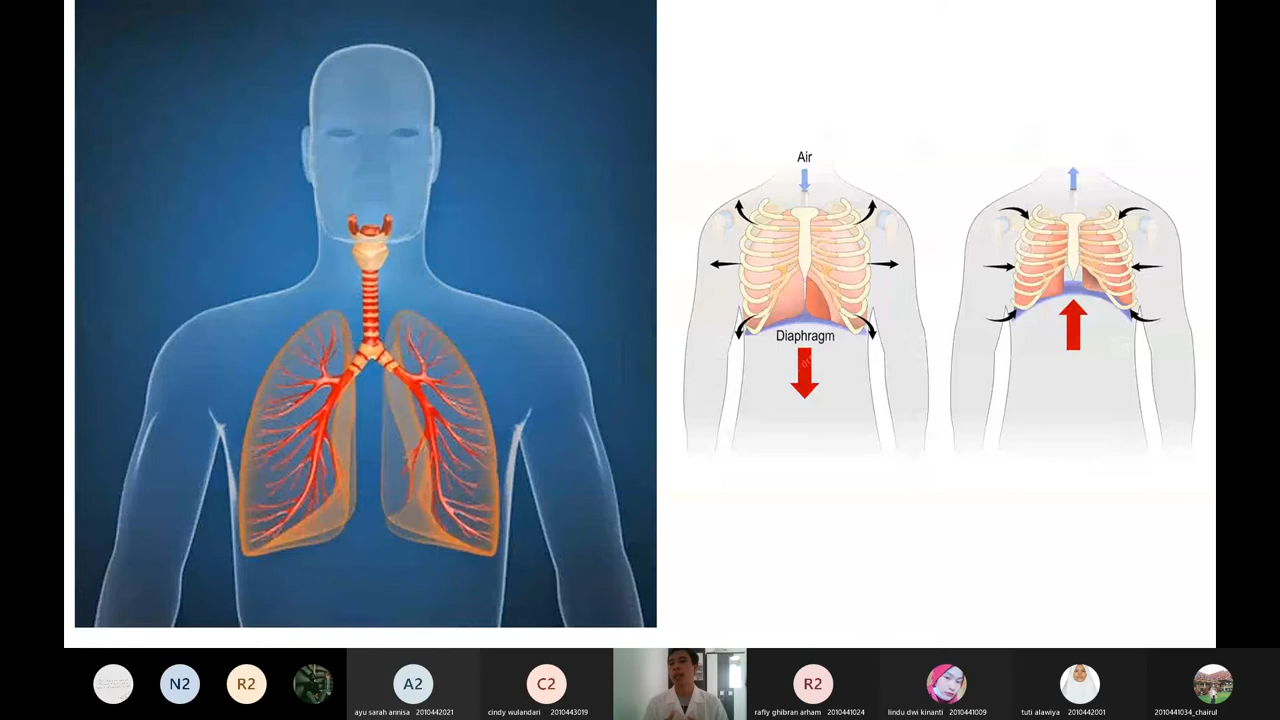 Air
Diaphragm
N2
R2
A2
ayu sarah annisa 2010442021
C2
cindy wulandari 2010443019
R2
rafly ghibran arham 2010441024
lindu dwi kinanti 2010441009
tuti alawiya 2010442001
2010441034_chairul